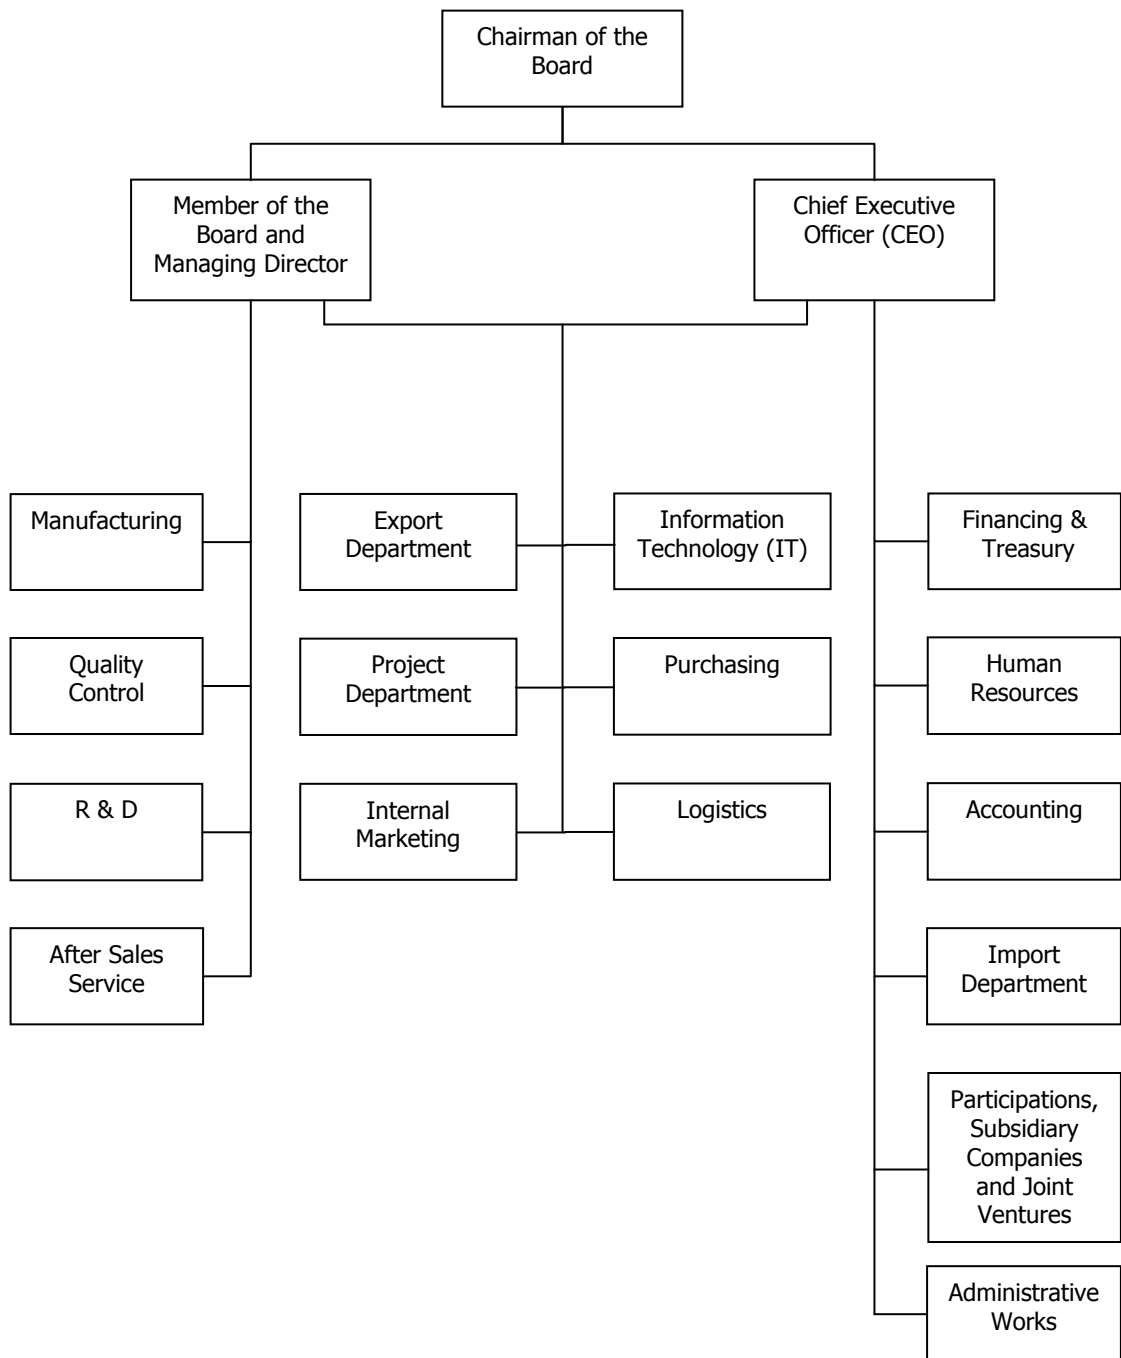 Chairman of the
Board
Member of the
Board and
Managing Director
Chief Executive
Officer (CEO)
Manufacturing
Export
Department
Information
Technology (IT)
Financing &
Treasury
Quality
Control
Project
Department
Purchasing
Human
Resources
R & D
Internal
Marketing
Logistics
Accounting
After Sales
Service
Import
Department
Participations,
Subsidiary
Companies
and Joint
Ventures
Administrative
Works